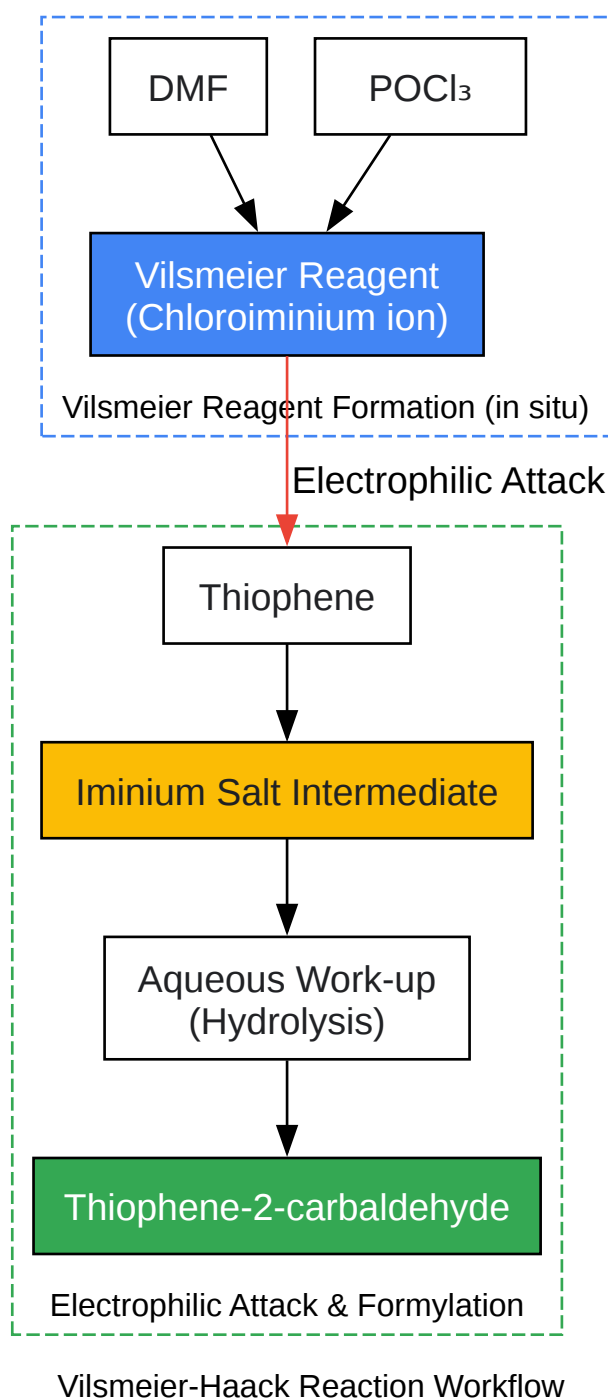 DMF
POCl₃
Vilsmeier Reagent
(Chloroiminium ion)
Vilsmeier Reagent Formation (in situ)
Electrophilic Attack
Thiophene
Iminium Salt Intermediate
Aqueous Work-up
(Hydrolysis)
Thiophene-2-carbaldehyde
Electrophilic Attack & Formylation
Vilsmeier-Haack Reaction Workflow